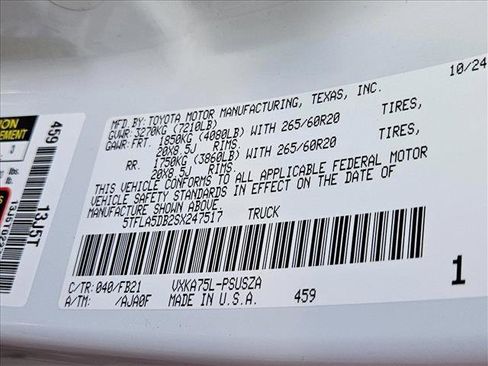 10/24
MFD. BY: TOYOTA MOTOR MANUFACTURING, TEXAS, INC.
GVWR: 3270KG (7210LB)
GAWR: FRT. 1850KG (4080LB) WITH 265/60R20 TIRES,
20X8.5J RIMS.
RR. 1750KG (3860LB) WITH 265/60R20 TIRES,
20X8.5J RIMS.
THIS VEHICLE CONFORMS TO ALL APPLICABLE FEDERAL MOTOR
VEHICLE SAFETY STANDARDS IN EFFECT ON THE DATE OF
MANUFACTURE SHOWN ABOVE.
5TFLA5DB2SX247517 TRUCK
C/TR: 040/FB21 VXKA75L-PSUSZA
A/TM: /AJA0F MADE IN U.S.A. 459
1
459
13J5T